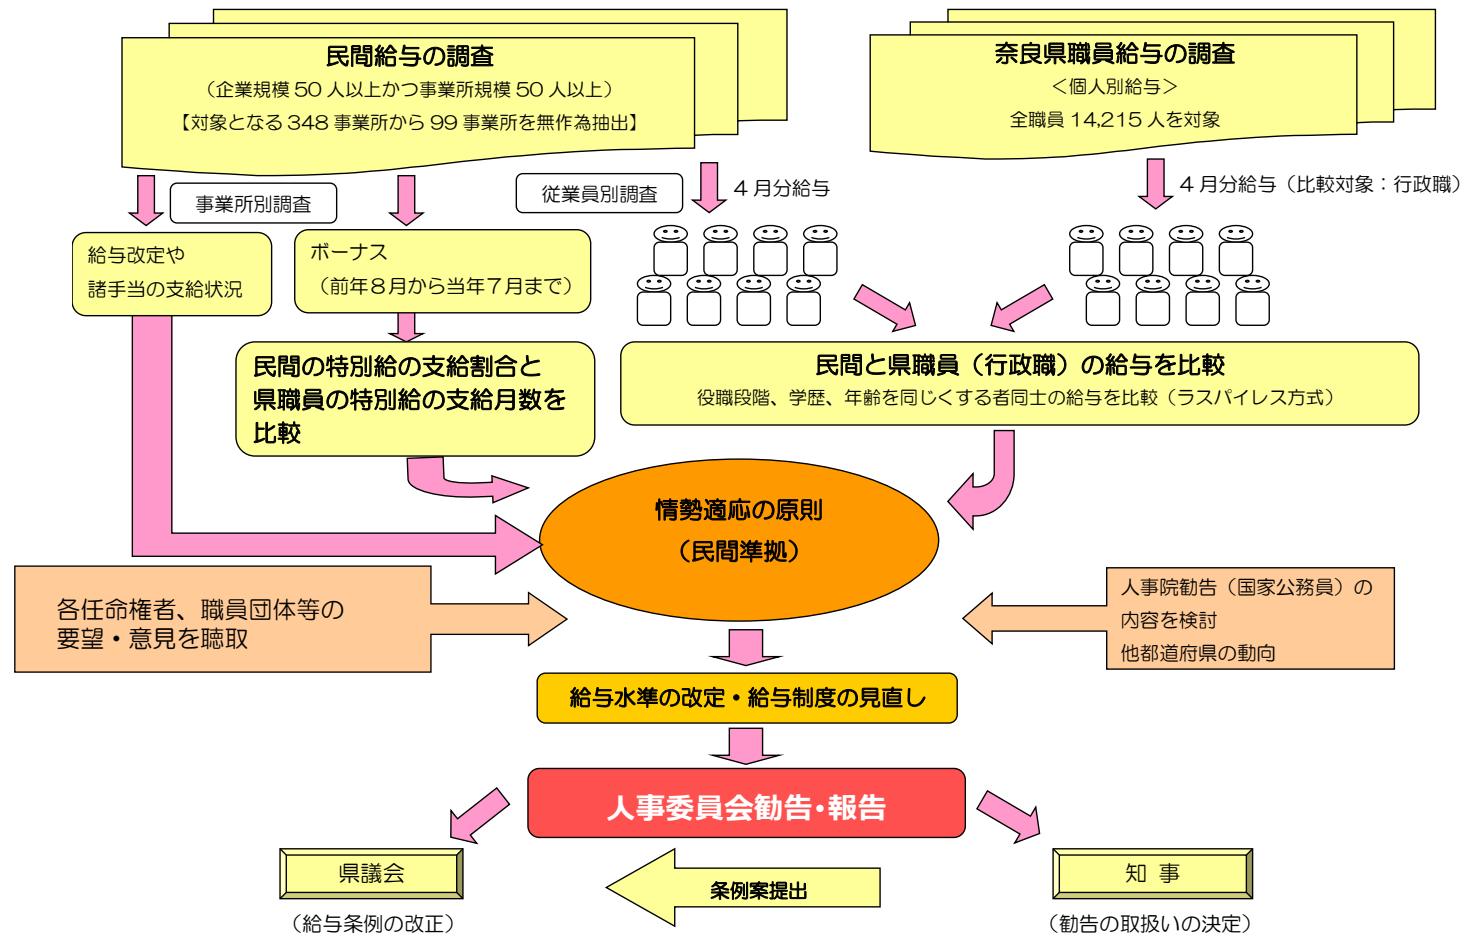 民間給与の調査
（企業規模 50 人以上かつ事業所規模 50 人以上）
【対象となる 348 事業所から 99 事業所を無作為抽出】
奈良県職員給与の調査
＜個人別給与＞
全職員 14,215 人を対象
事業所別調査
従業員別調査
4 月分給与
4 月分給与（比較対象：行政職）
給与改定や
諸手当の支給状況
ボーナス
（前年８月から当年７月まで）
民間の特別給の支給割合と
県職員の特別給の支給月数を
比較
民間と県職員（行政職）の給与を比較
役職段階、学歴、年齢を同じくする者同士の給与を比較（ラスパイレス方式）
情勢適応の原則
（民間準拠）
各任命権者、職員団体等の
要望・意見を聴取
人事院勧告（国家公務員）の
内容を検討
他都道府県の動向
給与水準の改定・給与制度の見直し
人事委員会勧告・報告
県議会
（給与条例の改正）
条例案提出
知 事
（勧告の取扱いの決定）